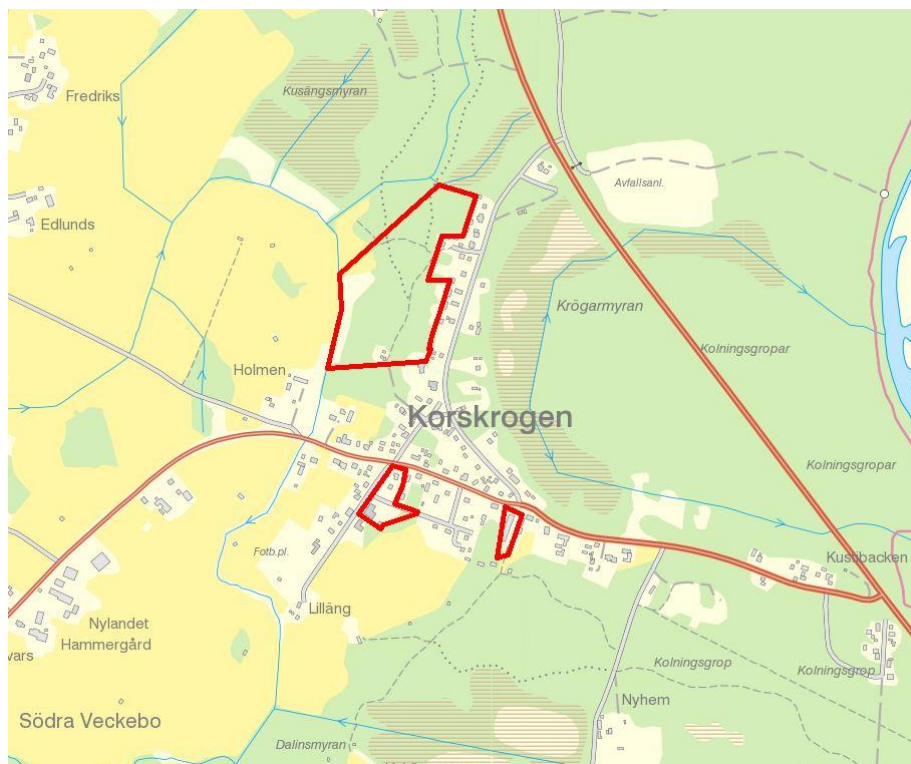 Fredriks
Kusängsmyran
Avfallsanl.
Edlunds
Krögarmyran
Kolningsgropar
Holmen
Korskrogen
Kolningsgropar
Fotb.pl.
Kustbacken
Lilläng
Nylandet
Hammergård
vars
Kolningsgrop
Kolningsgrop
Nyhem
Södra Veckebo
Dalinsmyran